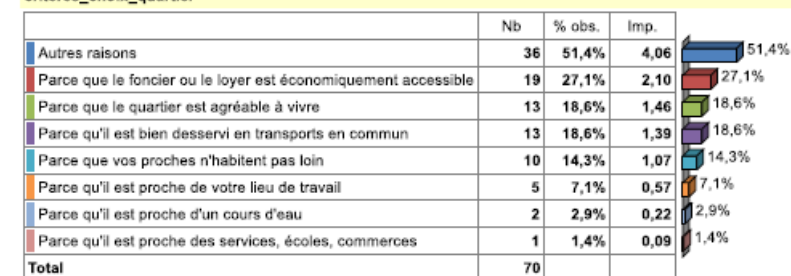 Nb % obs. Imp.
Autres raisons 36 51,4% 4,06 51,4%
Parce que le foncier ou le loyer est économiquement accessible 19 27,1% 2,10 27,1%
Parce que le quartier est agréable à vivre 13 18,6% 1,46 18,6%
Parce qu'il est bien desservi en transports en commun 13 18,6% 1,39 18,6%
Parce que vos proches n'habitent pas loin 10 14,3% 1,07 14,3%
Parce qu'il est proche de votre lieu de travail 5 7,1% 0,57 7,1%
Parce qu'il est proche d'un cours d'eau 2 2,9% 0,22 2,9%
Parce qu'il est proche des services, écoles, commerces 1 1,4% 0,09 1,4%
Total 70